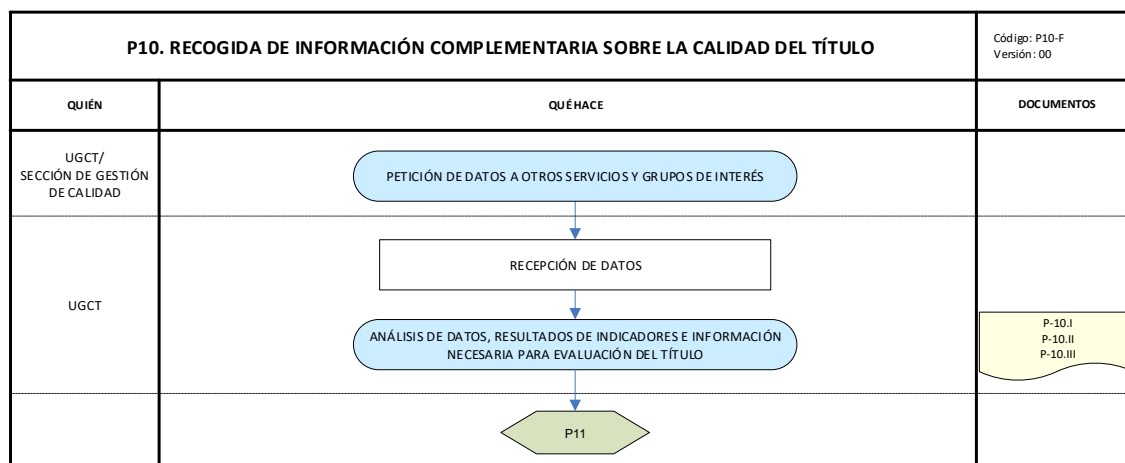 P10. RECOGIDA DE INFORMACIÓN COMPLEMENTARIA SOBRE LA CALIDAD DEL TÍTULO
Código: P10-F
Versión: 00
QUIÉN
QUÉ HACE
DOCUMENTOS
UGCT/
SECCIÓN DE GESTIÓN
DE CALIDAD
PETICIÓN DE DATOS A OTROS SERVICIOS Y GRUPOS DE INTERÉS
UGCT
RECEPCIÓN DE DATOS
ANÁLISIS DE DATOS, RESULTADOS DE INDICADORES E INFORMACIÓN
NECESARIA PARA EVALUACIÓN DEL TÍTULO
P-10.I
P-10.II
P-10.III
P11